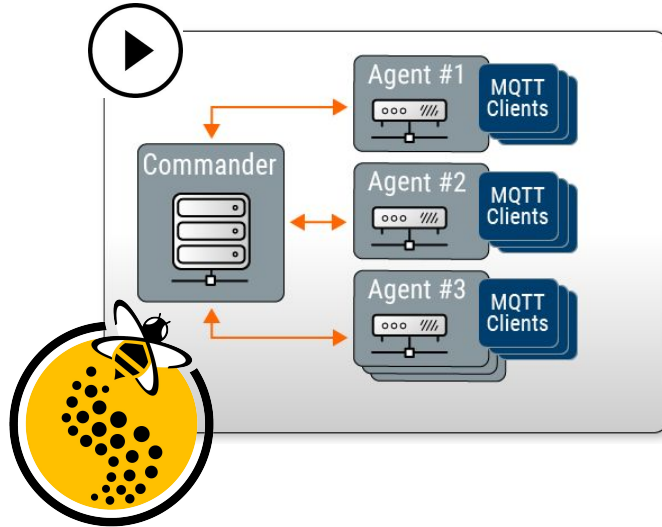 Agent #1
MQTT
Clients
Commander
Agent #2
MQTT
Clients
Agent #3
MQTT
Clients